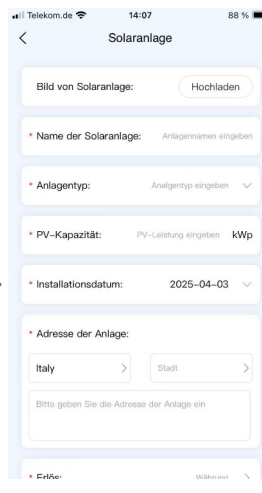 Telekom.de 14:07 88 %
Solaranlage
Bild von Solaranlage: Hochladen
* Name der Solaranlage: Anlagennamen eingeben
* Anlagentyp: Analgentyp eingeben
* PV-Kapazität: PV-Leistung eingeben kWp
* Installationsdatum: 2025-04-03
* Adresse der Anlage:
Italy Stadt
Bitte geben Sie die Adresse der Anlage ein
* Erlös: Währung